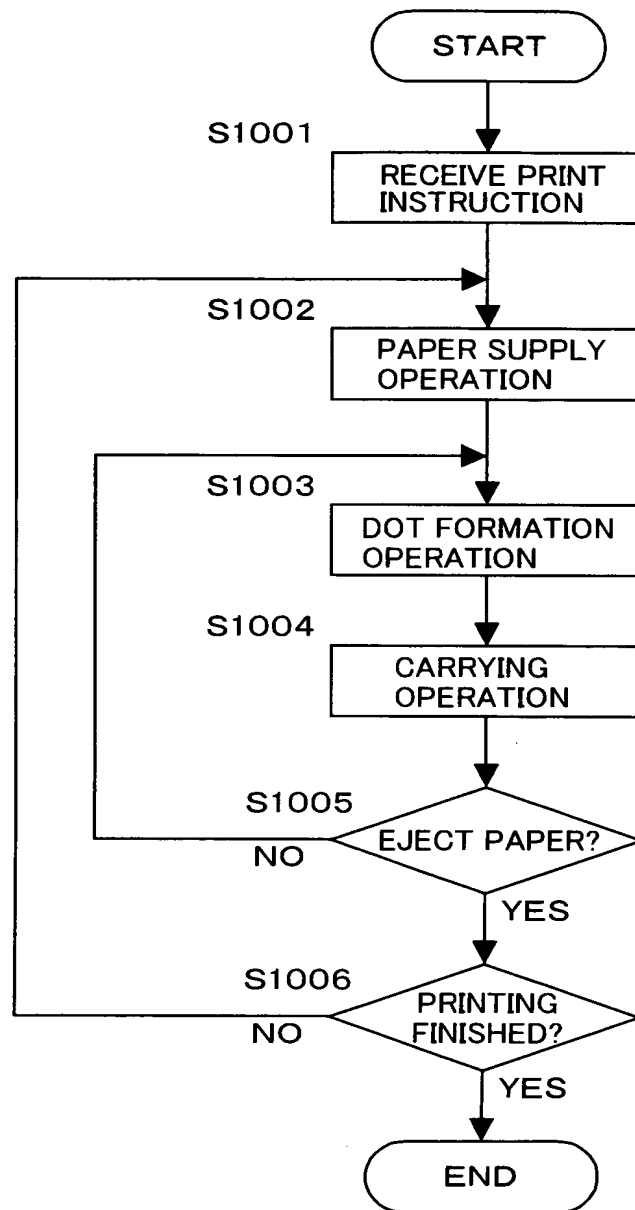 START
S1001
RECEIVE PRINT
INSTRUCTION
S1002
PAPER SUPPLY
OPERATION
S1003
DOT FORMATION
OPERATION
S1004
CARRYING
OPERATION
S1005
EJECT PAPER?
NO
YES
S1006
PRINTING
FINISHED?
NO
YES
END